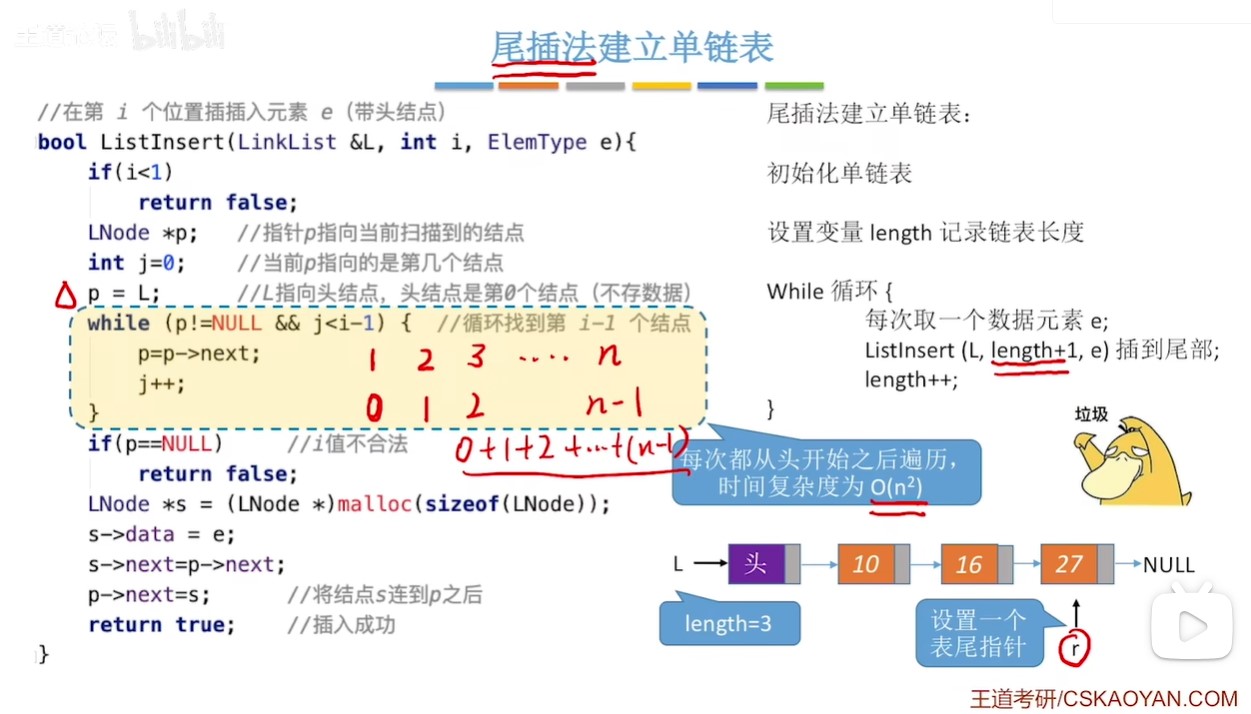 bilibili
尾插法建立单链表
//在第 i 个位置插插入元素 e（带头结点）
bool ListInsert(LinkList &L, int i, ElemType e){
if(i<1)
return false;
LNode *p; //指针p指向当前扫描到的结点
int j=0; //当前p指向的是第几个结点
p = L; //L指向头结点，头结点是第0个结点（不存数据）
while (p!=NULL && j<i-1) { //循环找到第 i-1 个结点
p=p->next;
1 2 3 .... n
j++;
0 1 2 n-1
}
if(p==NULL) //i值不合法
0+1+2+...+(n-1)
return false;
LNode *s = (LNode *)malloc(sizeof(LNode));
s->data = e;
s->next=p->next;
p->next=s; //将结点s连到p之后
return true; //插入成功
}
尾插法建立单链表：
初始化单链表
设置变量 length 记录链表长度
While 循环 {
每次取一个数据元素 e;
ListInsert (L, length+1, e) 插到尾部;
length++;
}
垃圾
每次都从头开始之后遍历，
时间复杂度为 O(n²)
L 头 10 16 27 NULL
length=3
设置一个
表尾指针
r
王道考研/CSKAOYAN.COM